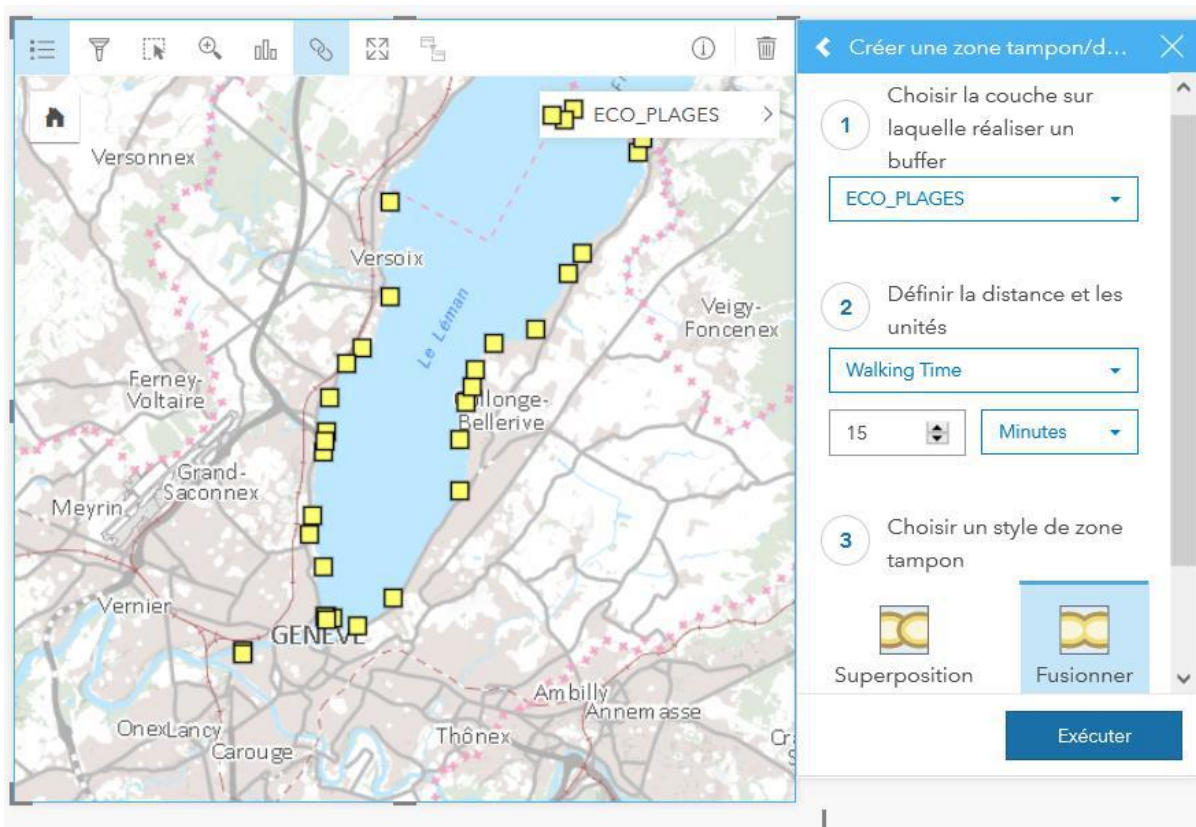 Créer une zone tampon/d...
1
Choisir la couche sur
laquelle réaliser un
buffer
ECO_PLAGES
2
Définir la distance et les
unités
Walking Time
15
Minutes
3
Choisir un style de zone
tampon
Superposition
Fusionner
Exécuter
ECO_PLAGES
Versonnex
Versoix
Le Léman
Veigy-
Foncenex
Ferney-
Voltaire
Bellerive
Grand-
Saconnex
Meyrin
Vernier
GENÈVE
Ambilly
Annemasse
Onex
Lancy
Thônex
Carouge